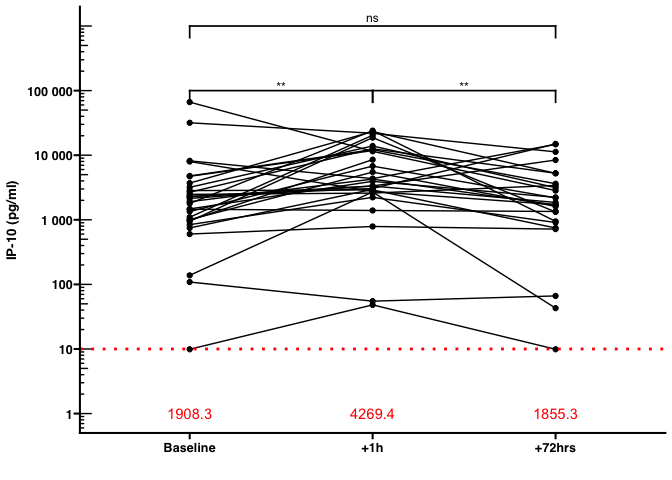 ns
** **
100 000
10 000
1 000
100
10
1
IP-10 (pg/ml)
1908.3 4269.4 1855.3
Baseline +1h +72hrs